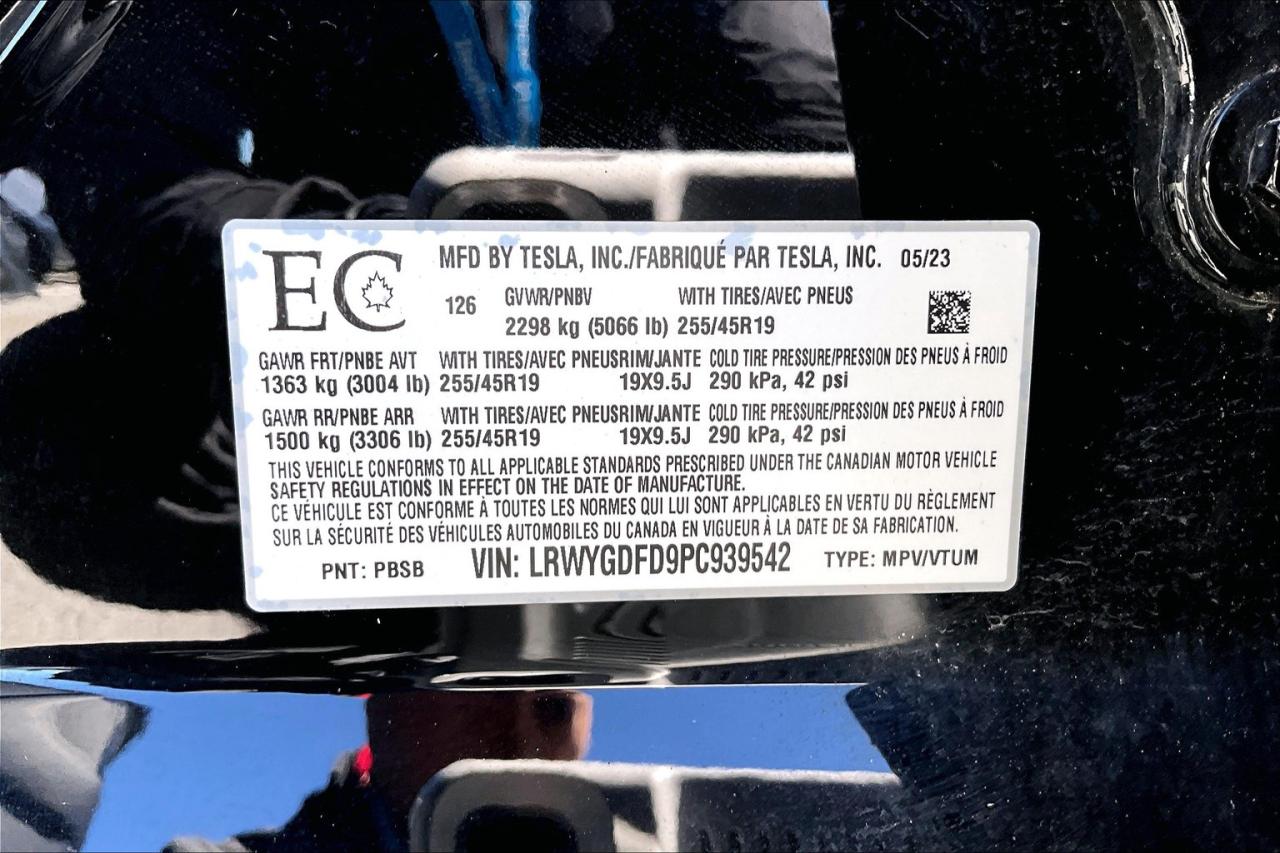 EC MFD BY TESLA, INC./FABRIQUÉ PAR TESLA, INC. 05/23
126 GVWR/PNBV WITH TIRES/AVEC PNEUS
2298 kg (5066 lb) 255/45R19
GAWR FRT/PNBE AVT WITH TIRES/AVEC PNEUS RIM/JANTE COLD TIRE PRESSURE/PRESSION DES PNEUS À FROID
1363 kg (3004 lb) 255/45R19 19X9.5J 290 kPa, 42 psi
GAWR RR/PNBE ARR WITH TIRES/AVEC PNEUS RIM/JANTE COLD TIRE PRESSURE/PRESSION DES PNEUS À FROID
1500 kg (3306 lb) 255/45R19 19X9.5J 290 kPa, 42 psi
THIS VEHICLE CONFORMS TO ALL APPLICABLE STANDARDS PRESCRIBED UNDER THE CANADIAN MOTOR VEHICLE
SAFETY REGULATIONS IN EFFECT ON THE DATE OF MANUFACTURE.
CE VÉHICULE EST CONFORME À TOUTES LES NORMES QUI LUI SONT APPLICABLES EN VERTU DU RÈGLEMENT
SUR LA SÉCURITÉ DES VÉHICULES AUTOMOBILES DU CANADA EN VIGUEUR À LA DATE DE SA FABRICATION.
PNT: PBSB VIN: LRWYGDFD9PC939542 TYPE: MPV/VTUM